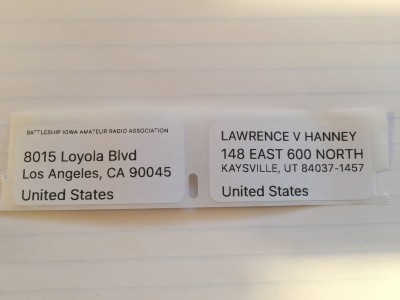 BATTLESHIP IOWA AMATEUR RADIO ASSOCIATION
8015 Loyola Blvd
Los Angeles, CA 90045
United States
LAWRENCE V HANNEY
148 EAST 600 NORTH
KAYSVILLE, UT 84037-1457
United States